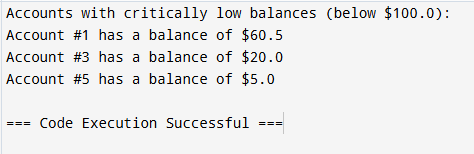 Accounts with critically low balances (below $100.0):
Account #1 has a balance of $60.5
Account #3 has a balance of $20.0
Account #5 has a balance of $5.0
=== Code Execution Successful ===